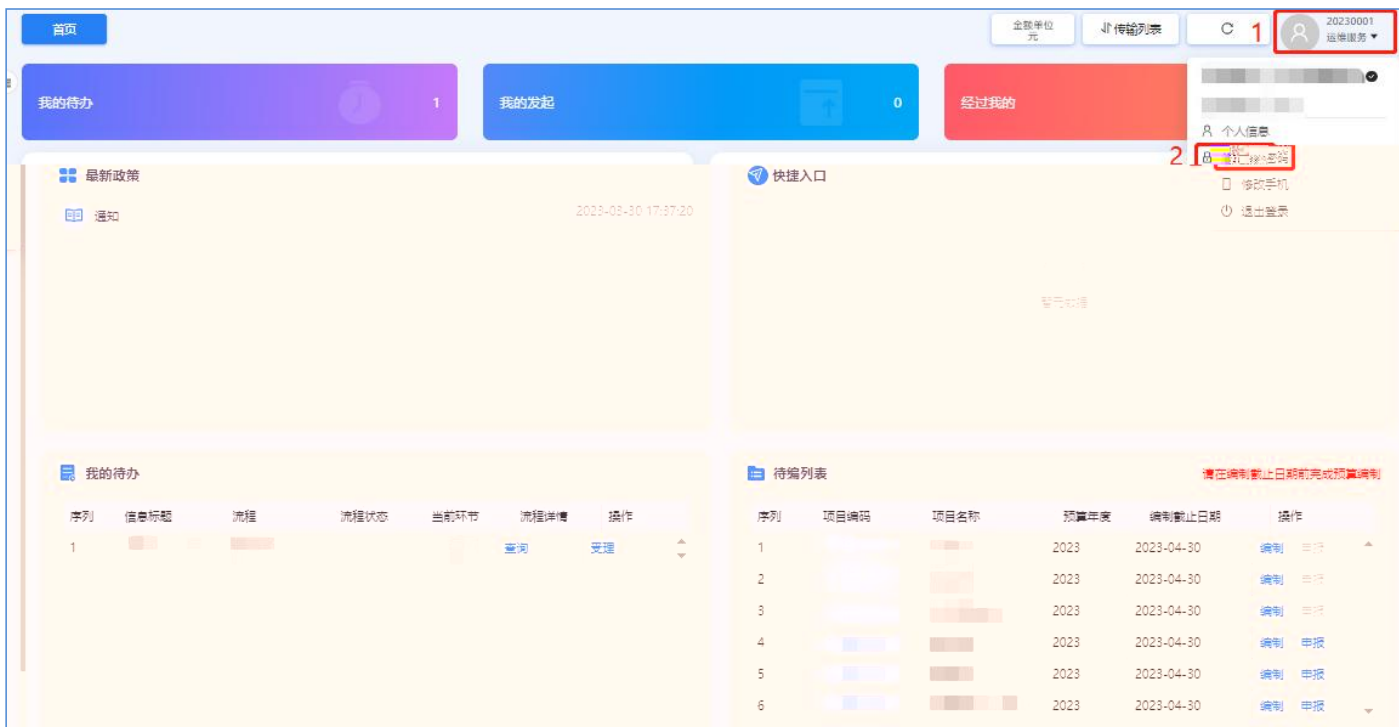 首页
金额单位
元
传输列表
1
20230001
运维服务
我的待办
1
我的发起
0
经过我的
个人信息
2
密码
修改手机
退出登录
最新政策
通知
2023-03-30 17:37:20
快捷入口
暂无数据
我的待办
序列 信息标题 流程 流程状态 当前环节 流程详情 操作
1 查询 受理
待编列表
请在编制截止日期前完成预算编制
序列 项目编码 项目名称 预算年度 编制截止日期 操作
1 2023 2023-04-30 编制 申报
2 2023 2023-04-30 编制 申报
3 2023 2023-04-30 编制 申报
4 2023 2023-04-30 编制 申报
5 2023 2023-04-30 编制 申报
6 2023 2023-04-30 编制 申报